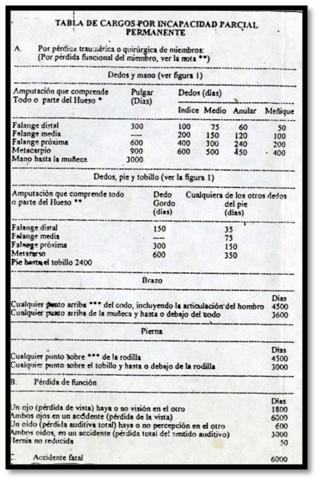 TABLA DE CARGOS POR INCAPACIDAD PARCIAL
PERMANENTE
A. Por pérdida traumática o quirúrgica de miembros:
(Por pérdida funcional del miembro, ver la nota **)
Dedos y mano (ver figura 1)
Amputación que comprende Pulgar Dedos (días)
Todo o parte del Hueso * (Días)
Indice Medio Anular Meñique
Falange distal 300 100 75 60 50
Falange media --- 200 150 120 100
Falange próxima 600 400 300 240 200
Metacarpio 900 600 500 450 400
Mano hasta la muñeca 3000
Dedos, pie y tobillo (ver la figura 1)
Amputación que comprende todo Dedo Cualquiera de los otros dedos
o parte del Hueso ** Gordo del pie
(días) (días)
Falange distal 150 35
Falange media --- 75
Falange próxima 300 150
Metatarso 600 350
Pie hasta el tobillo 2400
Brazo
Días
Cualquier punto arriba *** del codo, incluyendo la articulación del hombro 4500
Cualquier punto arriba de la muñeca y hasta o debajo del codo 3600
Pierna
Días
Cualquier punto sobre *** de la rodilla 4500
Cualquier punto sobre el tobillo y hasta o debajo de la rodilla 3000
B. Pérdida de función
Días
Un ojo (pérdida de vista) haya o no visión en el otro 1800
Ambos ojos en un accidente (pérdida de la vista) 6000
Un oído (pérdida auditiva total) haya o no percepción en el otro 600
Ambos oídos, en un accidente (pérdida total del sentido auditivo) 3000
Hernia no reducida 50
C. Accidente fatal 6000